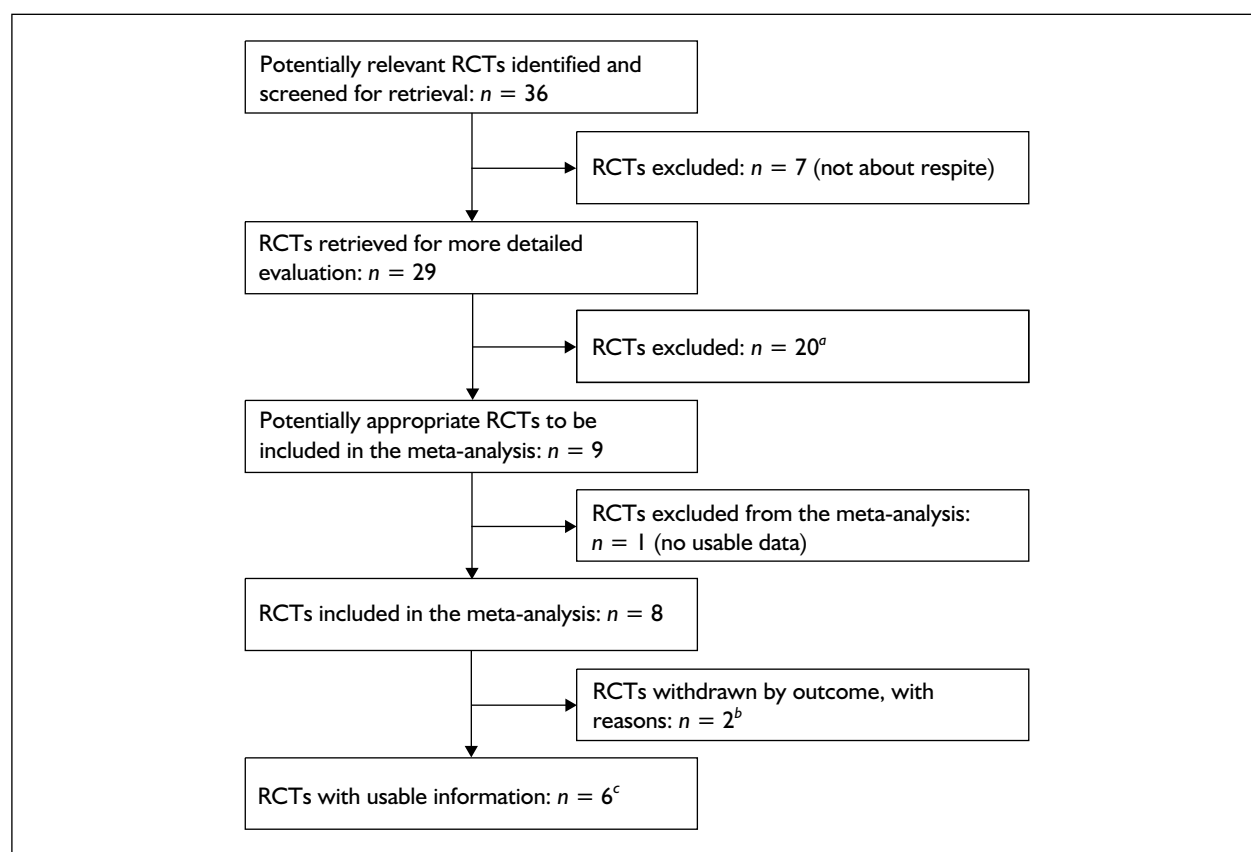 Potentially relevant RCTs identified and
screened for retrieval: n = 36
RCTs excluded: n = 7 (not about respite)
RCTs retrieved for more detailed
evaluation: n = 29
RCTs excluded: n = 20a
Potentially appropriate RCTs to be
included in the meta-analysis: n = 9
RCTs excluded from the meta-analysis:
n = 1 (no usable data)
RCTs included in the meta-analysis: n = 8
RCTs withdrawn by outcome, with
reasons: n = 2b
RCTs with usable information: n = 6c